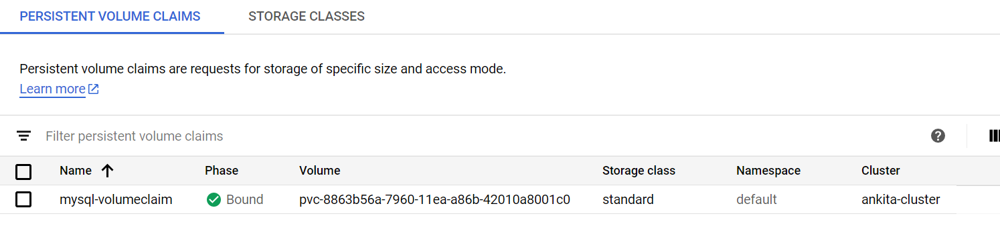 PERSISTENT VOLUME CLAIMS STORAGE CLASSES
Persistent volume claims are requests for storage of specific size and access mode.
Learn more
Filter persistent volume claims
Name Phase Volume Storage class Namespace Cluster
mysql-volumeclaim Bound pvc-8863b56a-7960-11ea-a86b-42010a8001c0 standard default ankita-cluster